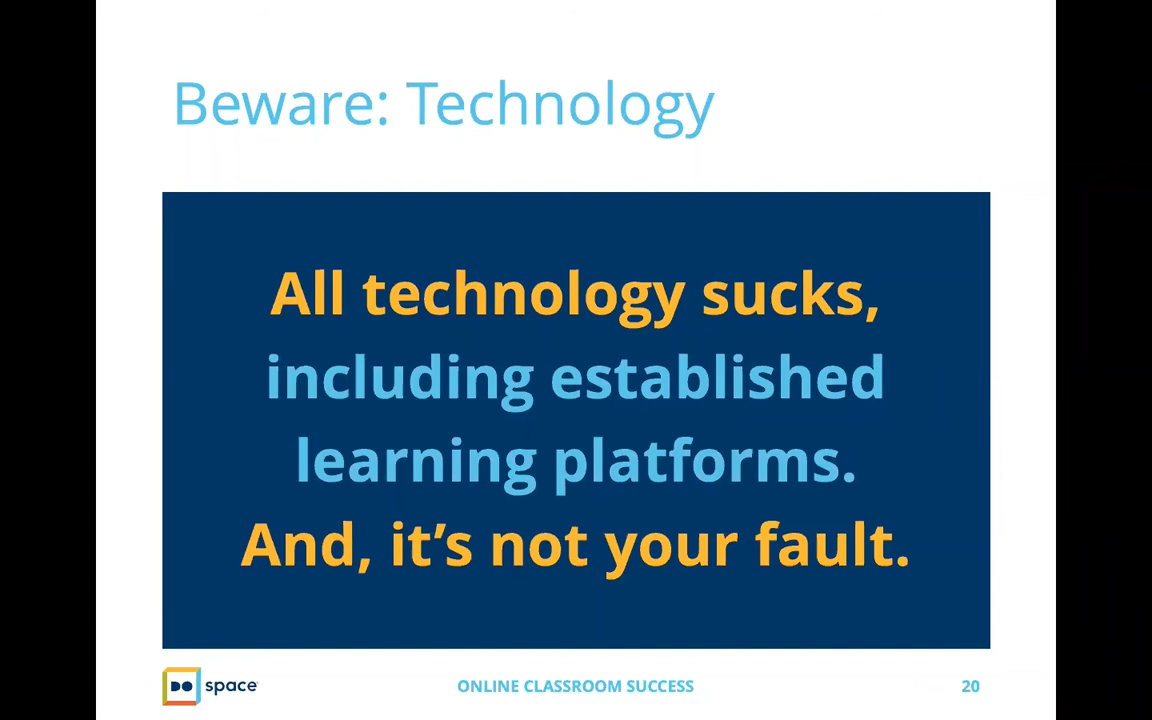 Beware: Technology
All technology sucks,
including established
learning platforms.
And, it’s not your fault.
DO space
ONLINE CLASSROOM SUCCESS
20